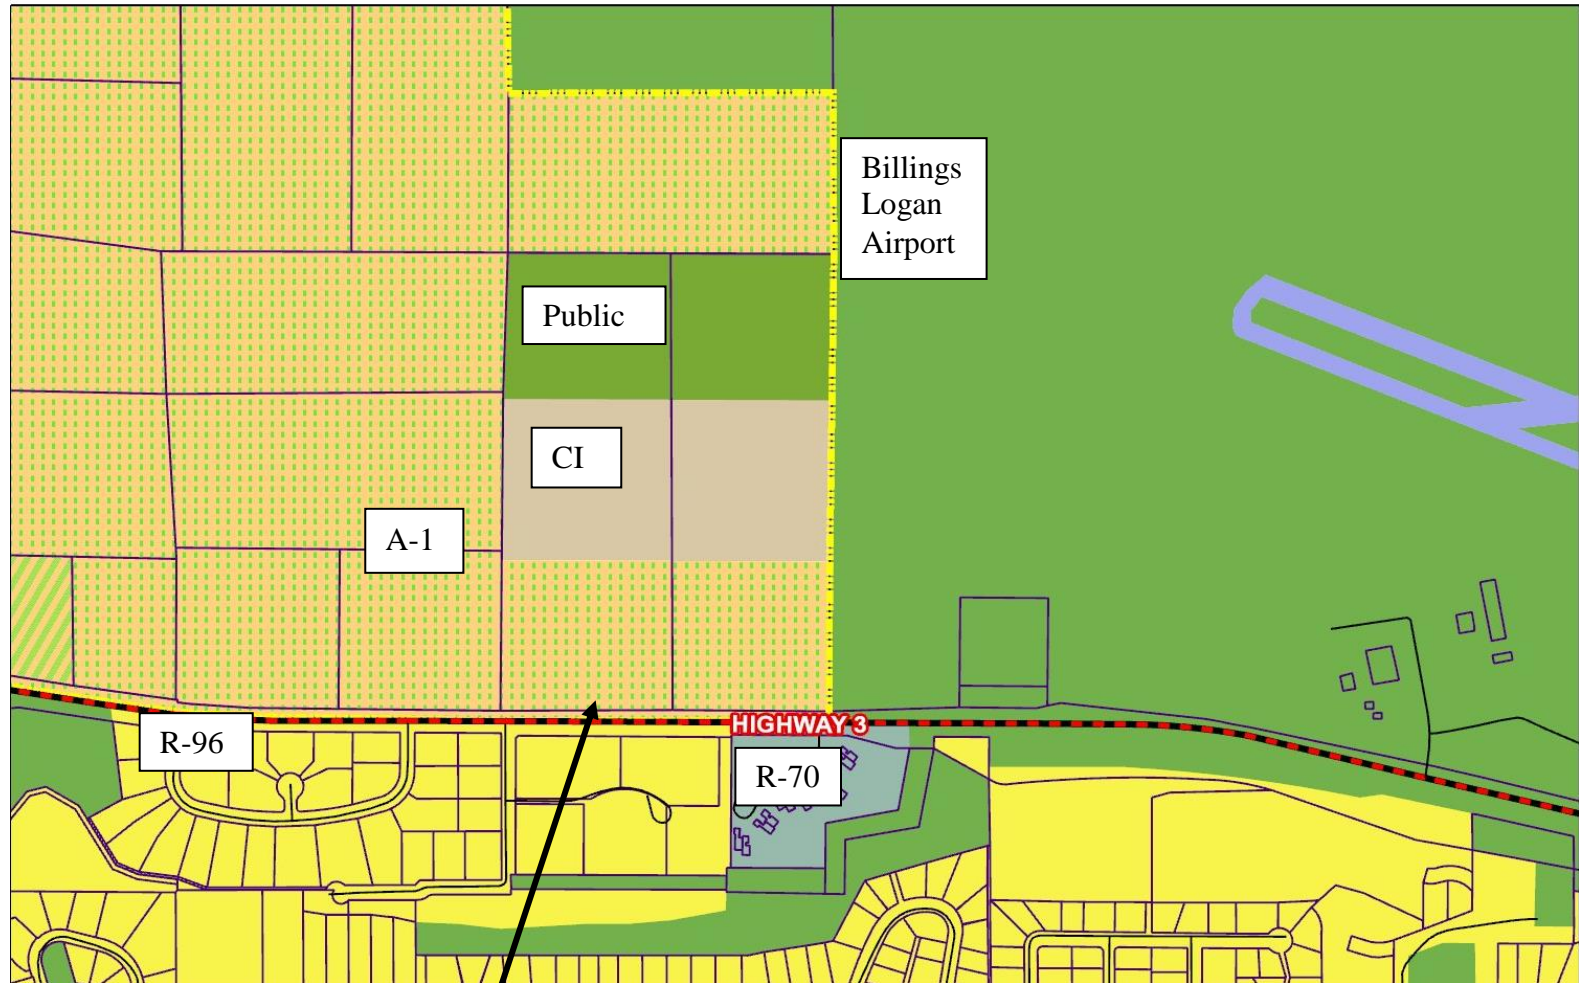 Billings
Logan
Airport
Public
CI
A-1
HIGHWAY 3
R-96
R-70